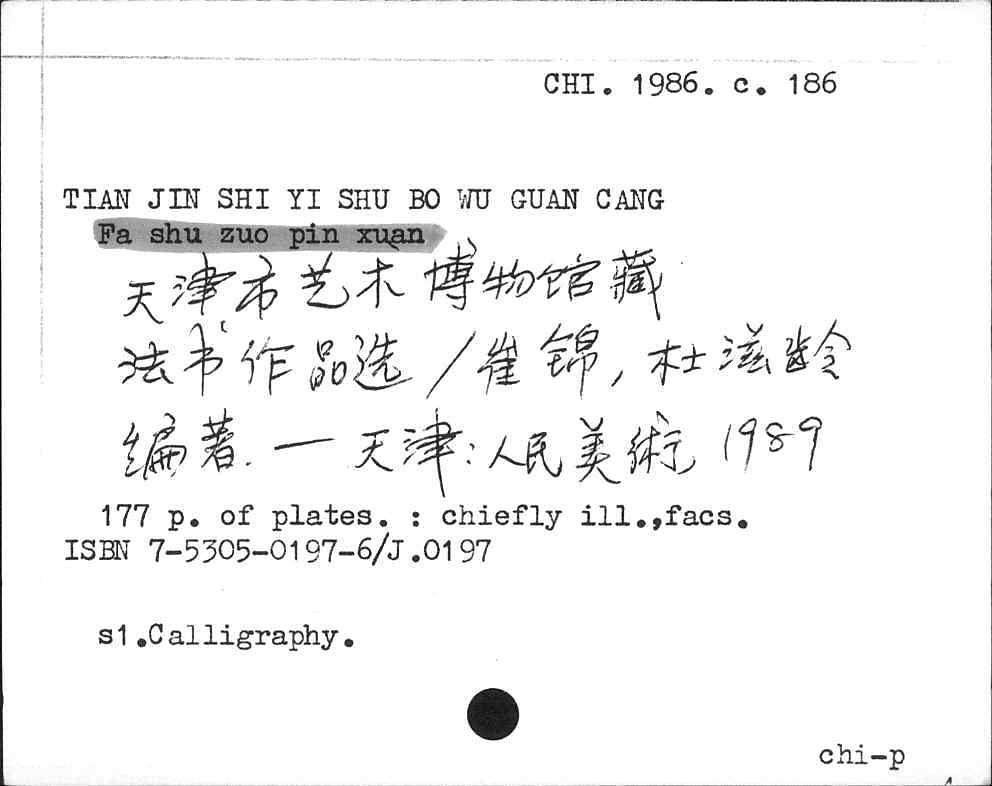 CHI. 1986. c. 186
TIAN JIN SHI YI SHU BO WU GUAN CANG
Fa shu zuo pin xuan
天津市艺术博物馆藏
法书作品选 / 崔锦, 杜滋龄
编著. — 天津: 人民美術 1989
177 p. of plates. : chiefly ill.,facs.
ISBN 7-5305-0197-6/J.0197
s1.Calligraphy.
chi-p